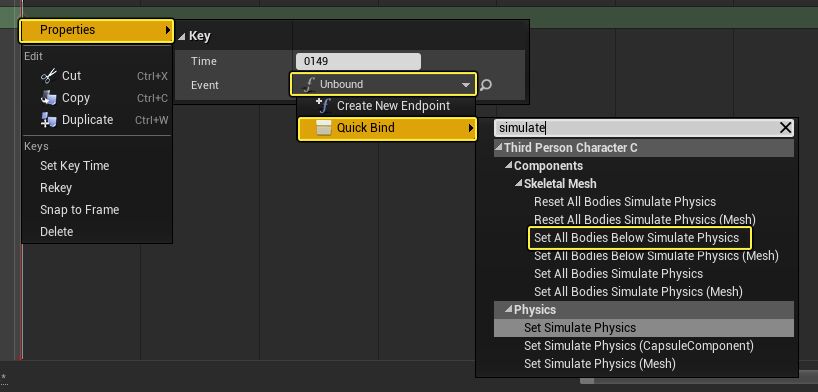 Properties
Edit
Cut Ctrl+X
Copy Ctrl+C
Duplicate Ctrl+W
Keys
Set Key Time
Rekey
Snap to Frame
Delete
Key
Time 0149
Event Unbound
Create New Endpoint
Quick Bind
simulate
Third Person Character C
Components
Skeletal Mesh
Reset All Bodies Simulate Physics
Reset All Bodies Simulate Physics (Mesh)
Set All Bodies Below Simulate Physics
Set All Bodies Below Simulate Physics (Mesh)
Set All Bodies Simulate Physics
Set All Bodies Simulate Physics (Mesh)
Physics
Set Simulate Physics
Set Simulate Physics (CapsuleComponent)
Set Simulate Physics (Mesh)